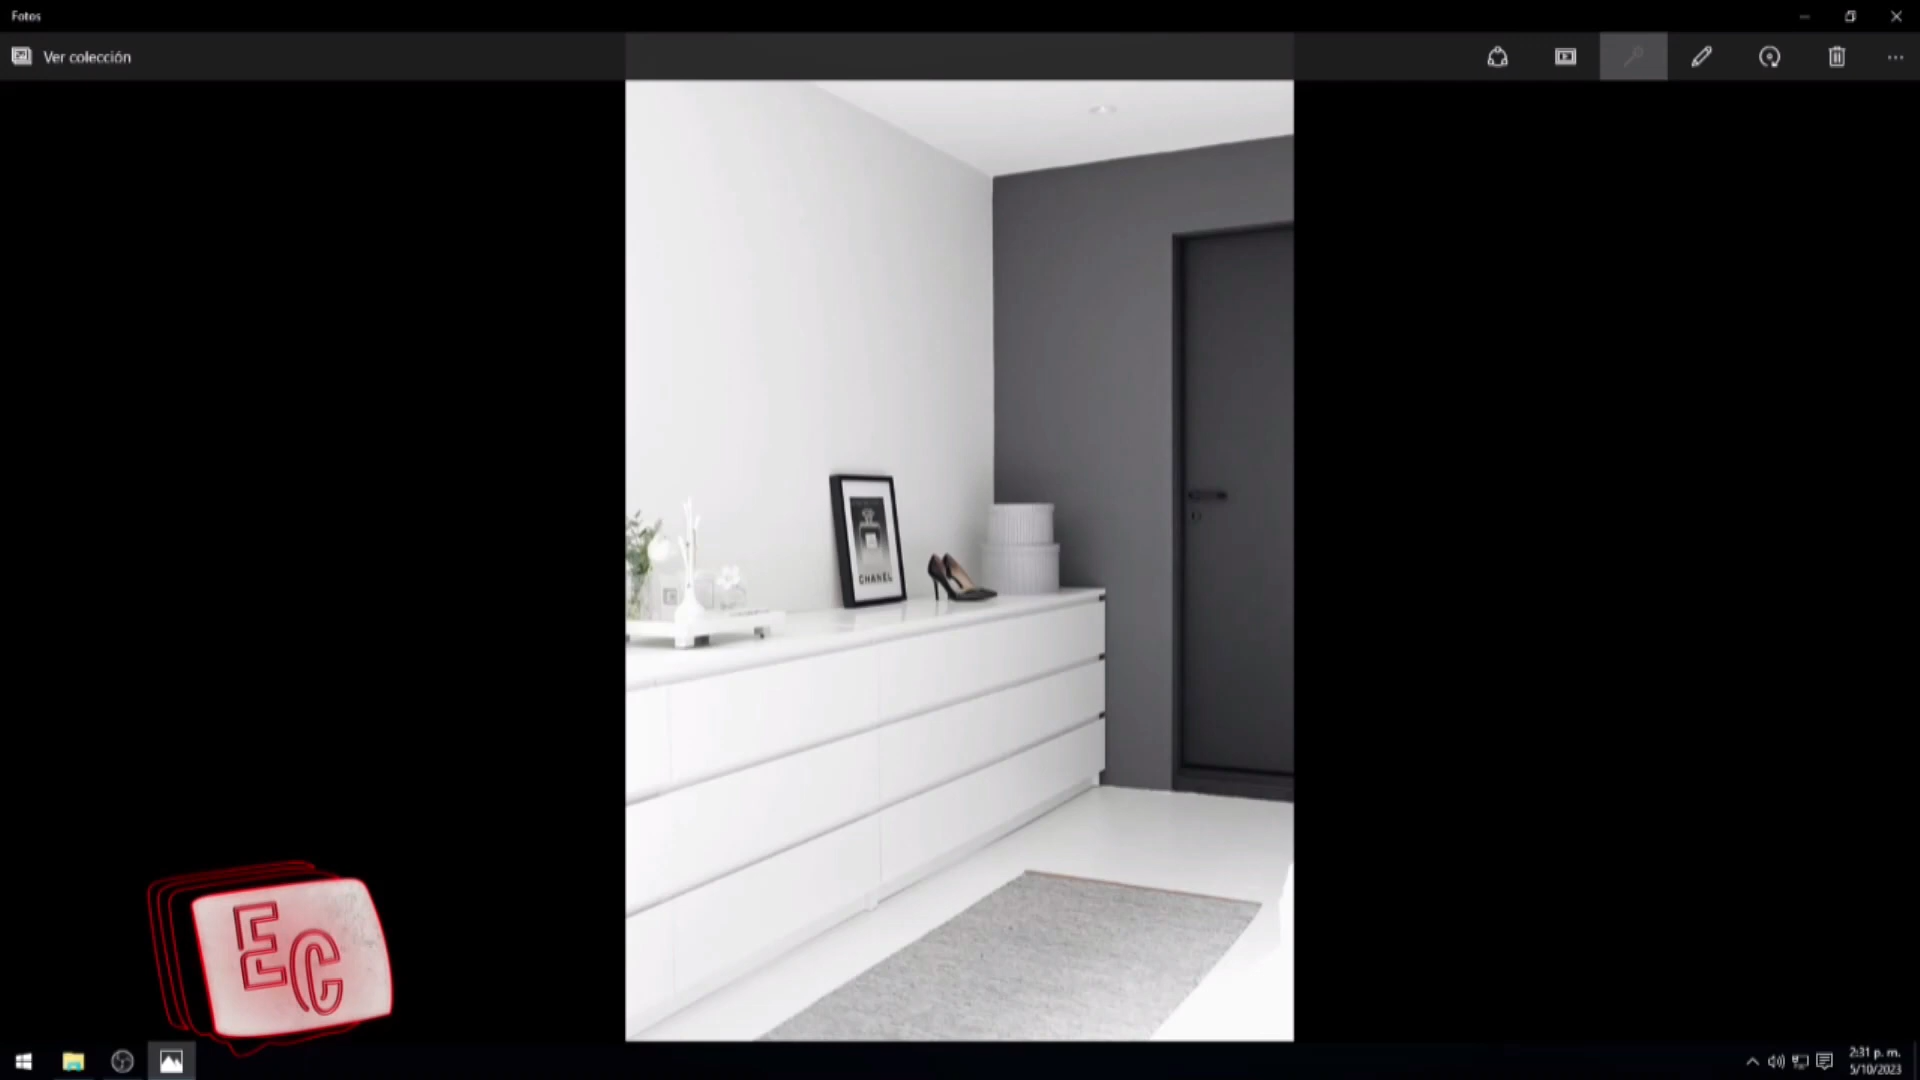 Fotos
Ver colección
CHANEL
EC
2:31 p. m.
5/10/2023